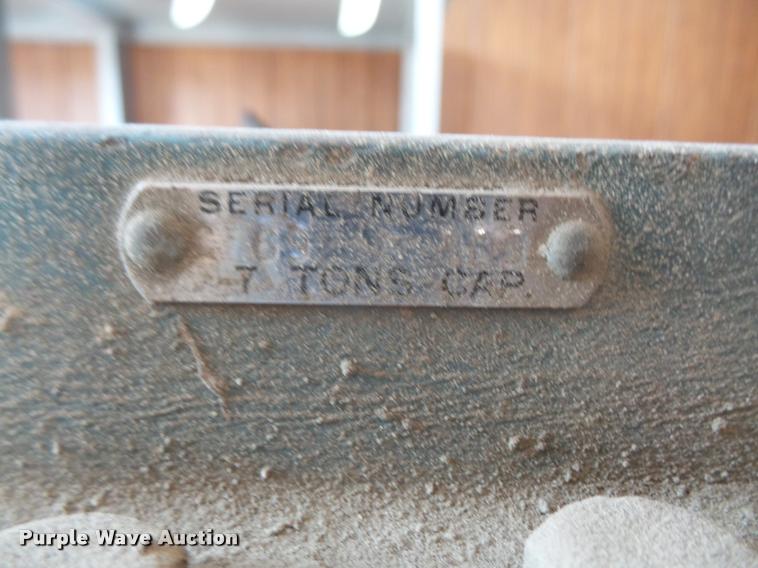 SERIAL NUMBER
7 TONS CAP.
Purple Wave Auction